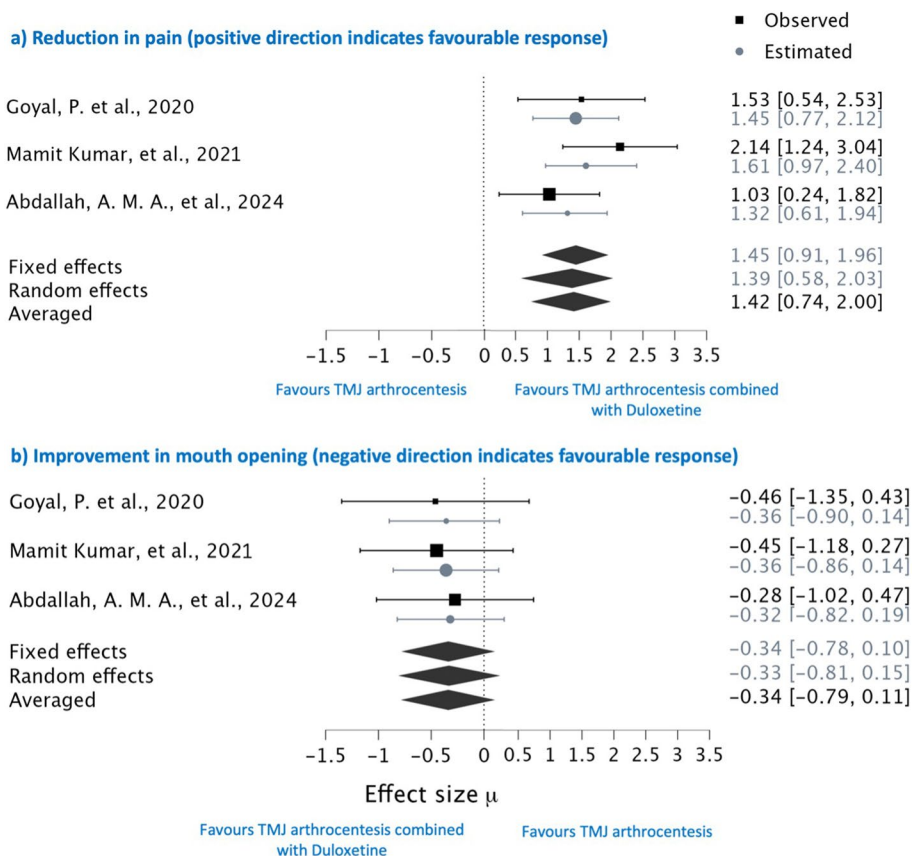 Observed
a) Reduction in pain (positive direction indicates favourable response)
Estimated
Goyal, P. et al., 2020
1.53 [0.54, 2.53]
1.45 [0.77, 2.12]
Mamit Kumar, et al., 2021
2.14 [1.24, 3.04]
1.61 [0.97, 2.40]
Abdallah, A. M. A., et al., 2024
1.03 [0.24, 1.82]
1.32 [0.61, 1.94]
Fixed effects
1.45 [0.91, 1.96]
Random effects
1.39 [0.58, 2.03]
Averaged
1.42 [0.74, 2.00]
−1.5 −1 −0.5 0 0.5 1 1.5 2 2.5 3 3.5
Favours TMJ arthrocentesis
Favours TMJ arthrocentesis combined
with Duloxetine
b) Improvement in mouth opening (negative direction indicates favourable response)
Goyal, P. et al., 2020
−0.46 [−1.35, 0.43]
−0.36 [−0.90, 0.14]
Mamit Kumar, et al., 2021
−0.45 [−1.18, 0.27]
−0.36 [−0.86, 0.14]
Abdallah, A. M. A., et al., 2024
−0.28 [−1.02, 0.47]
−0.32 [−0.82, 0.19]
Fixed effects
−0.34 [−0.78, 0.10]
Random effects
−0.33 [−0.81, 0.15]
Averaged
−0.34 [−0.79, 0.11]
−1.5 −1 −0.5 0 0.5 1 1.5 2 2.5 3 3.5
Effect size μ
Favours TMJ arthrocentesis combined
with Duloxetine
Favours TMJ arthrocentesis